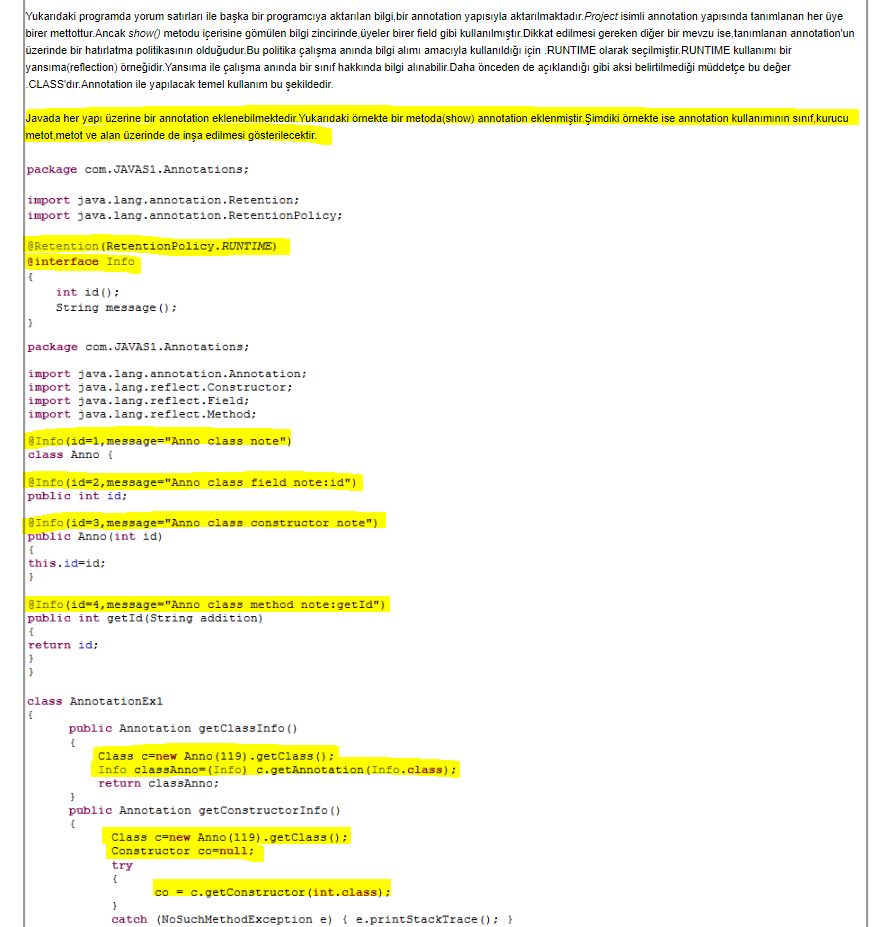 Yukarıdaki programda yorum satırları ile başka bir programcıya aktarılan bilgi,bir annotation yapısıyla aktarılmaktadır.Project isimli annotation yapısında tanımlanan her üye
birer mettottur.Ancak show() metodu içerisine gömülen bilgi zincirinde,üyeler birer field gibi kullanılmıştır.Dikkat edilmesi gereken diğer bir mevzu ise,tanımlanan annotation'un
üzerinde bir hatırlatma politikasının olduğudur.Bu politika çalışma anında bilgi alımı amacıyla kullanıldığı için .RUNTIME olarak seçilmiştir.RUNTIME kullanımı bir
yansıma(reflection) örneğidir.Yansıma ile çalışma anında bir sınıf hakkında bilgi alınabilir.Daha önceden de açıklandığı gibi aksi belirtilmediği müddetçe bu değer
.CLASS'dır.Annotation ile yapılacak temel kullanım bu şekildedir.
Javada her yapı üzerine bir annotation eklenebilmektedir.Yukarıdaki örnekte bir metoda(show) annotation eklenmiştir.Şimdiki örnekte ise annotation kullanımının sınıf,kurucu
metot,metot ve alan üzerinde de inşa edilmesi gösterilecektir.
package com.JAVAS1.Annotations;
import java.lang.annotation.Retention;
import java.lang.annotation.RetentionPolicy;
@Retention(RetentionPolicy.RUNTIME)
@interface Info
{
int id();
String message();
}
package com.JAVAS1.Annotations;
import java.lang.annotation.Annotation;
import java.lang.reflect.Constructor;
import java.lang.reflect.Field;
import java.lang.reflect.Method;
@Info(id=1,message="Anno class note")
class Anno {
@Info(id=2,message="Anno class field note:id")
public int id;
@Info(id=3,message="Anno class constructor note")
public Anno(int id)
{
this.id=id;
}
@Info(id=4,message="Anno class method note:getId")
public int getId(String addition)
{
return id;
}
}
class AnnotationEx1
{
public Annotation getClassInfo()
{
Class c=new Anno(119).getClass();
Info classAnno=(Info) c.getAnnotation(Info.class);
return classAnno;
}
public Annotation getConstructorInfo()
{
Class c=new Anno(119).getClass();
Constructor co=null;
try
{
co = c.getConstructor(int.class);
}
catch (NoSuchMethodException e) { e.printStackTrace(); }